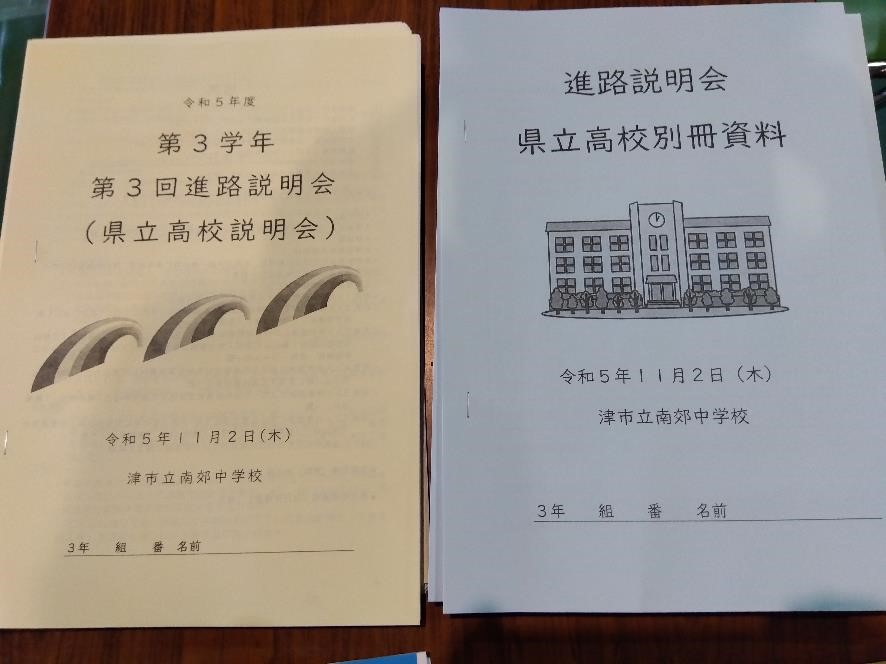 令和5年度
第3学年
第3回進路説明会
（県立高校説明会）
令和5年11月2日（木）
津市立南郊中学校
3年 組 番 名前
進路説明会
県立高校別冊資料
令和5年11月2日（木）
津市立南郊中学校
3年 組 番 名前